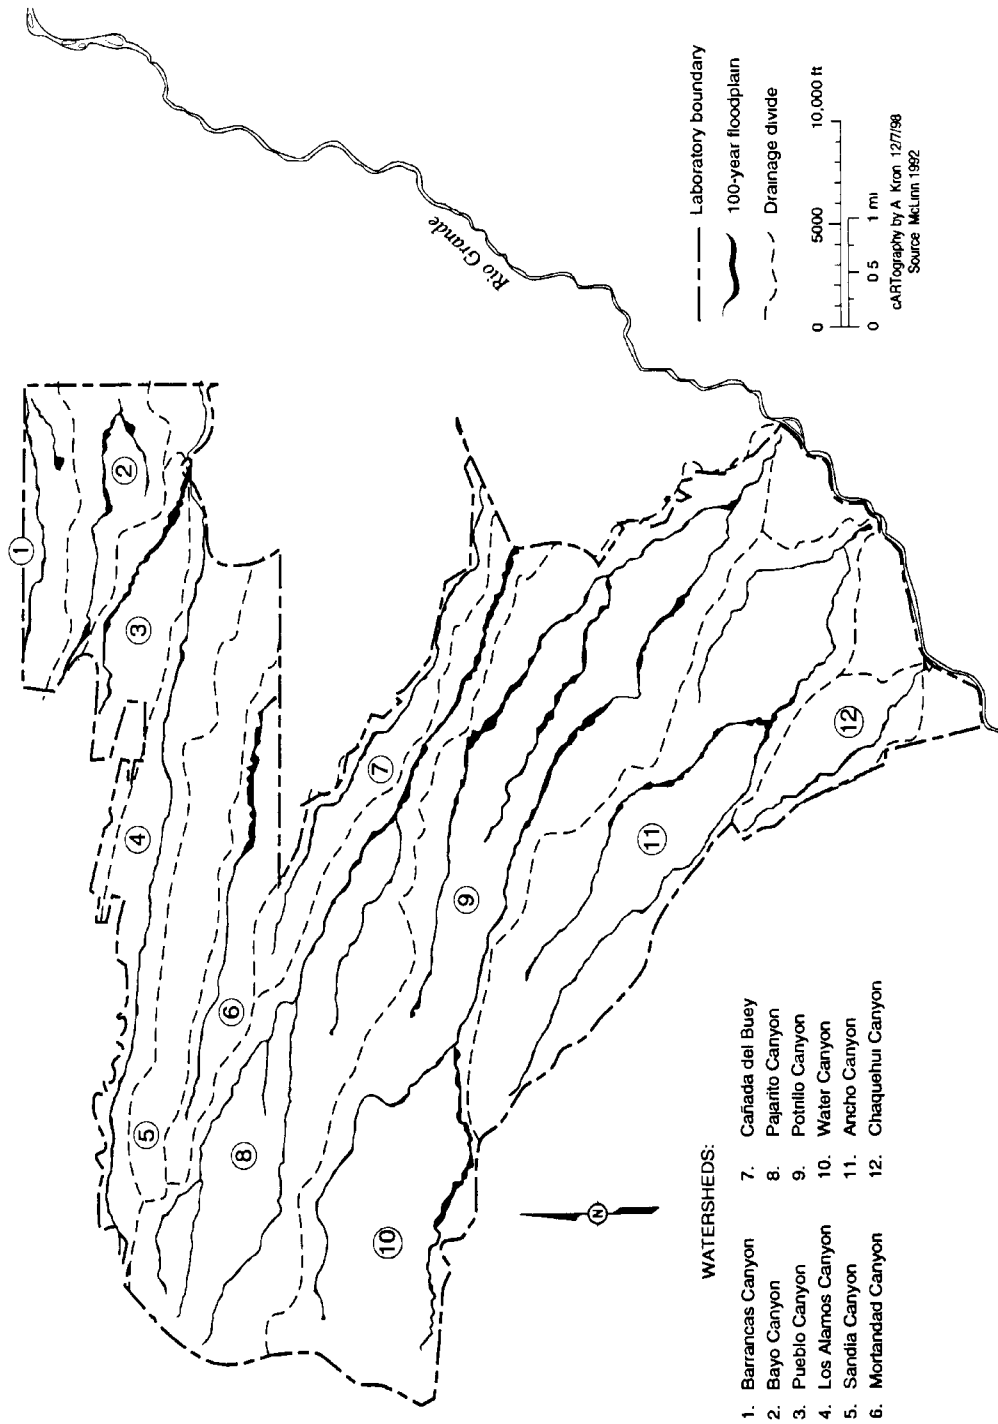 1
2
3
4
5
6
7
8
9
10
11
12
Rio Grande
N
Laboratory boundary
100-year floodplain
Drainage divide
0 5000 10,000 ft
0 0 5 1 mi
cARTography by A Kron 12/7/98
Source McLinn 1992
WATERSHEDS:
1. Barrancas Canyon
2. Bayo Canyon
3. Pueblo Canyon
4. Los Alamos Canyon
5. Sandia Canyon
6. Mortandad Canyon
7. Cañada del Buey
8. Pajarito Canyon
9. Potrillo Canyon
10. Water Canyon
11. Ancho Canyon
12. Chaquehui Canyon